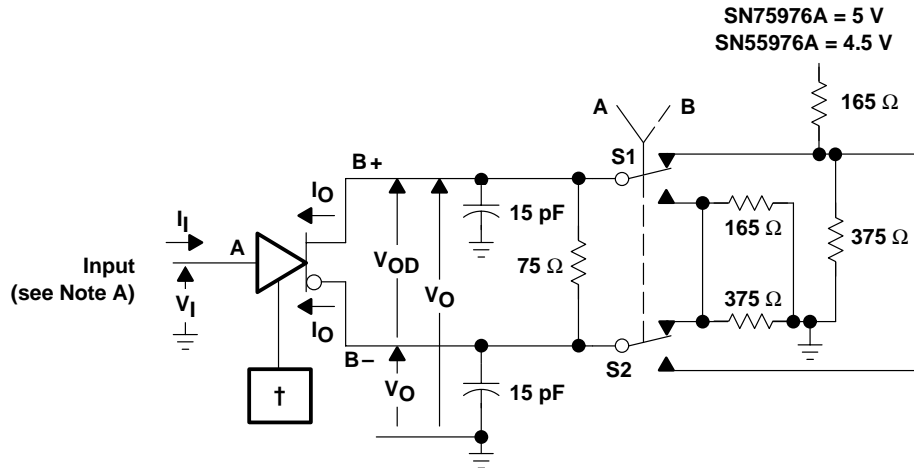 SN75976A = 5 V
SN55976A = 4.5 V
165 Ω
A B
S1
B+
IO
II
A
15 pF
165 Ω
Input
(see Note A)
VOD
75 Ω
375 Ω
VI
VO
375 Ω
IO
B−
S2
†
VO
15 pF